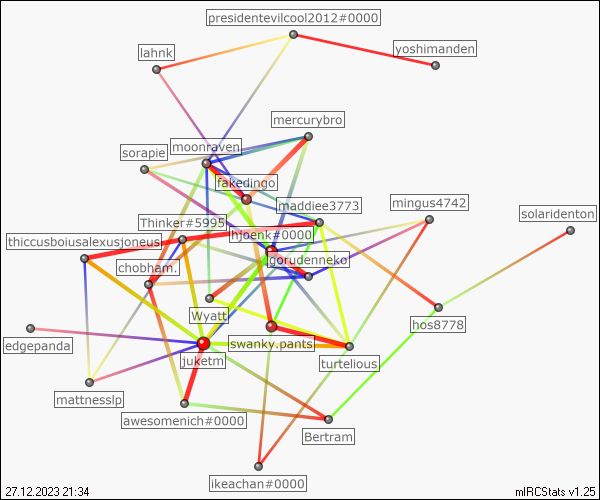 presidentevilcool2012#0000
yoshimanden
lahnk
mercurybro
moonraven
sorapie
fakedingo
maddiee3773
mingus4742
solaridenton
Thinker#5995
hjoenk#0000
thiccusboiusalexusjoneus
gorudennekol
chobham.
Wyatt
hos8778
edgepanda
swanky.pants
juketm
turtelious
mattnesslp
awesomenich#0000
Bertram
ikeachan#0000
27.12.2023 21:34
mIRCStats v1.25